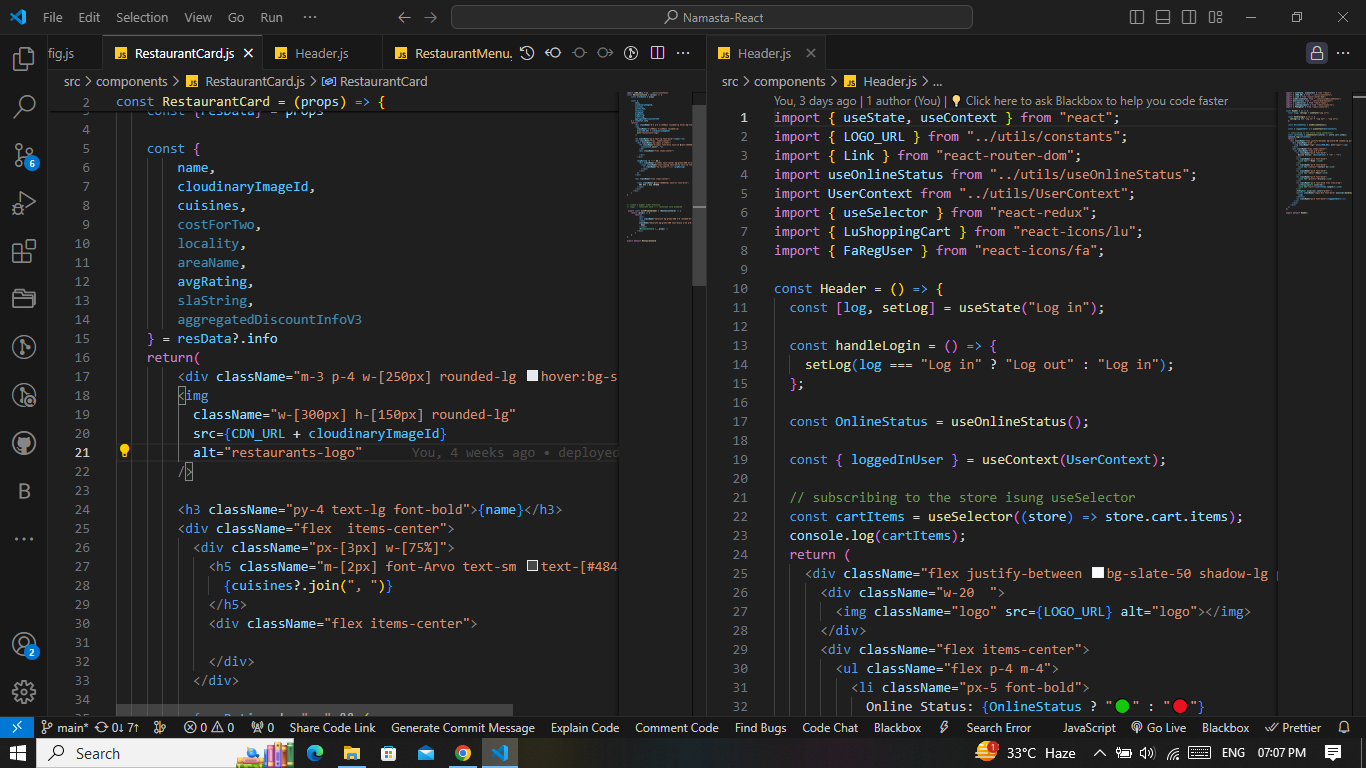 File Edit Selection View Go Run ··· Namasta-React
fig.js RestaurantCard.js Header.js RestaurantMenu. Header.js
src > components > RestaurantCard.js > RestaurantCard
src > components > Header.js > ...
2 const RestaurantCard = (props) => {
3 const {resData} = props
4
5 const {
6 name,
7 cloudinaryImageId,
8 cuisines,
9 costForTwo,
10 locality,
11 areaName,
12 avgRating,
13 slaString,
14 aggregatedDiscountInfoV3
15 } = resData?.info
16 return(
17 <div className="m-3 p-4 w-[250px] rounded-lg hover:bg-s
18 <img
19 className="w-[300px] h-[150px] rounded-lg"
20 src={CDN_URL + cloudinaryImageId}
21 alt="restaurants-logo" You, 4 weeks ago • deployed
22 />
23
24 <h3 className="py-4 text-lg font-bold">{name}</h3>
25 <div className="flex  items-center">
26 <div className="px-[3px] w-[75%]">
27 <h5 className="m-[2px] font-Arvo text-sm text-[#484
28 {cuisines?.join(", ")}
29 </h5>
30 <div className="flex items-center">
31
32 </div>
33 </div>
34
You, 3 days ago | 1 author (You) | Click here to ask Blackbox to help you code faster
1 import { useState, useContext } from "react";
2 import { LOGO_URL } from "../utils/constants";
3 import { Link } from "react-router-dom";
4 import useOnlineStatus from "../utils/useOnlineStatus";
5 import UserContext from "../utils/UserContext";
6 import { useSelector } from "react-redux";
7 import { LuShoppingCart } from "react-icons/lu";
8 import { FaRegUser } from "react-icons/fa";
9
10 const Header = () => {
11 const [log, setLog] = useState("Log in");
12
13 const handleLogin = () => {
14 setLog(log === "Log in" ? "Log out" : "Log in");
15 };
16
17 const OnlineStatus = useOnlineStatus();
18
19 const { loggedInUser } = useContext(UserContext);
20
21 // subscribing to the store isung useSelector
22 const cartItems = useSelector((store) => store.cart.items);
23 console.log(cartItems);
24 return (
25 <div className="flex justify-between bg-slate-50 shadow-lg
26 <div className="w-20  ">
27 <img className="logo" src={LOGO_URL} alt="logo"></img>
28 </div>
29 <div className="flex items-center">
30 <ul className="flex p-4 m-4">
31 <li className="px-5 font-bold">
32 Online Status: {OnlineStatus ? "🟢" : "🔴"}
6
B
2
main* 0↓ 7↑ 0 0 0 Share Code Link Generate Commit Message Explain Code Comment Code Find Bugs Code Chat Blackbox Search Error JavaScript Go Live Blackbox Prettier
Search 1 33°C Haze ENG 07:07 PM